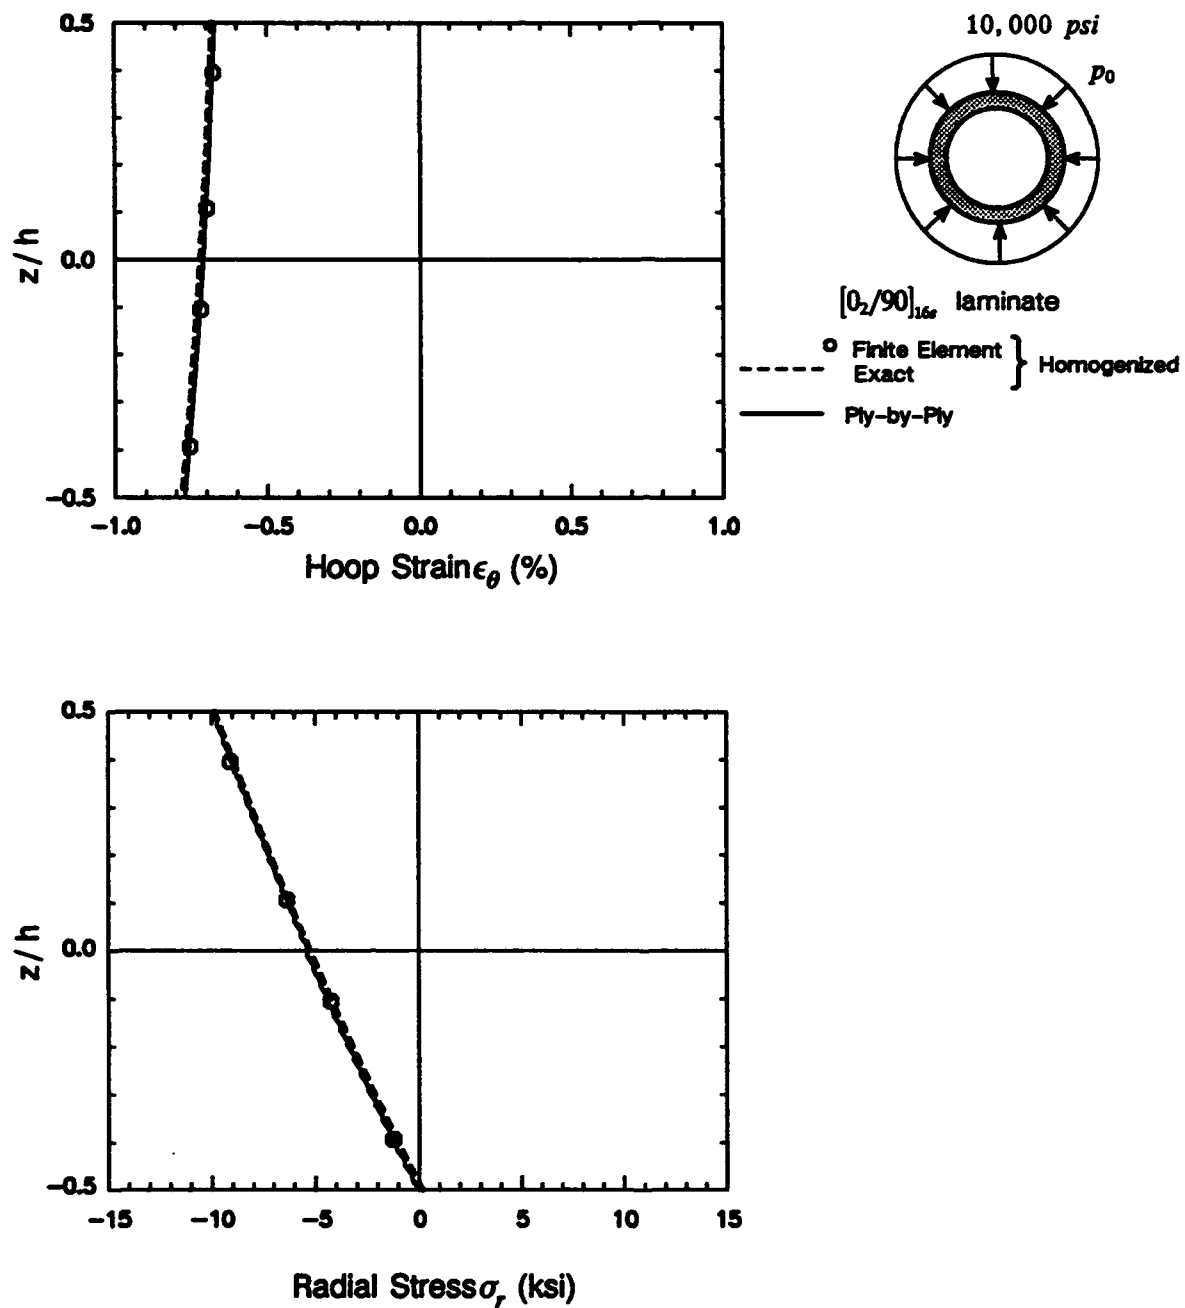 0.5
0.0
-0.5
z/h
-1.0 -0.5 0.0 0.5 1.0
Hoop Strain ϵθ (%)
10,000 psi
p0
[0₂/90]16s laminate
Finite Element
Exact
Homogenized
Ply-by-Ply
0.5
0.0
-0.5
z/h
-15 -10 -5 0 5 10 15
Radial Stress σr (ksi)